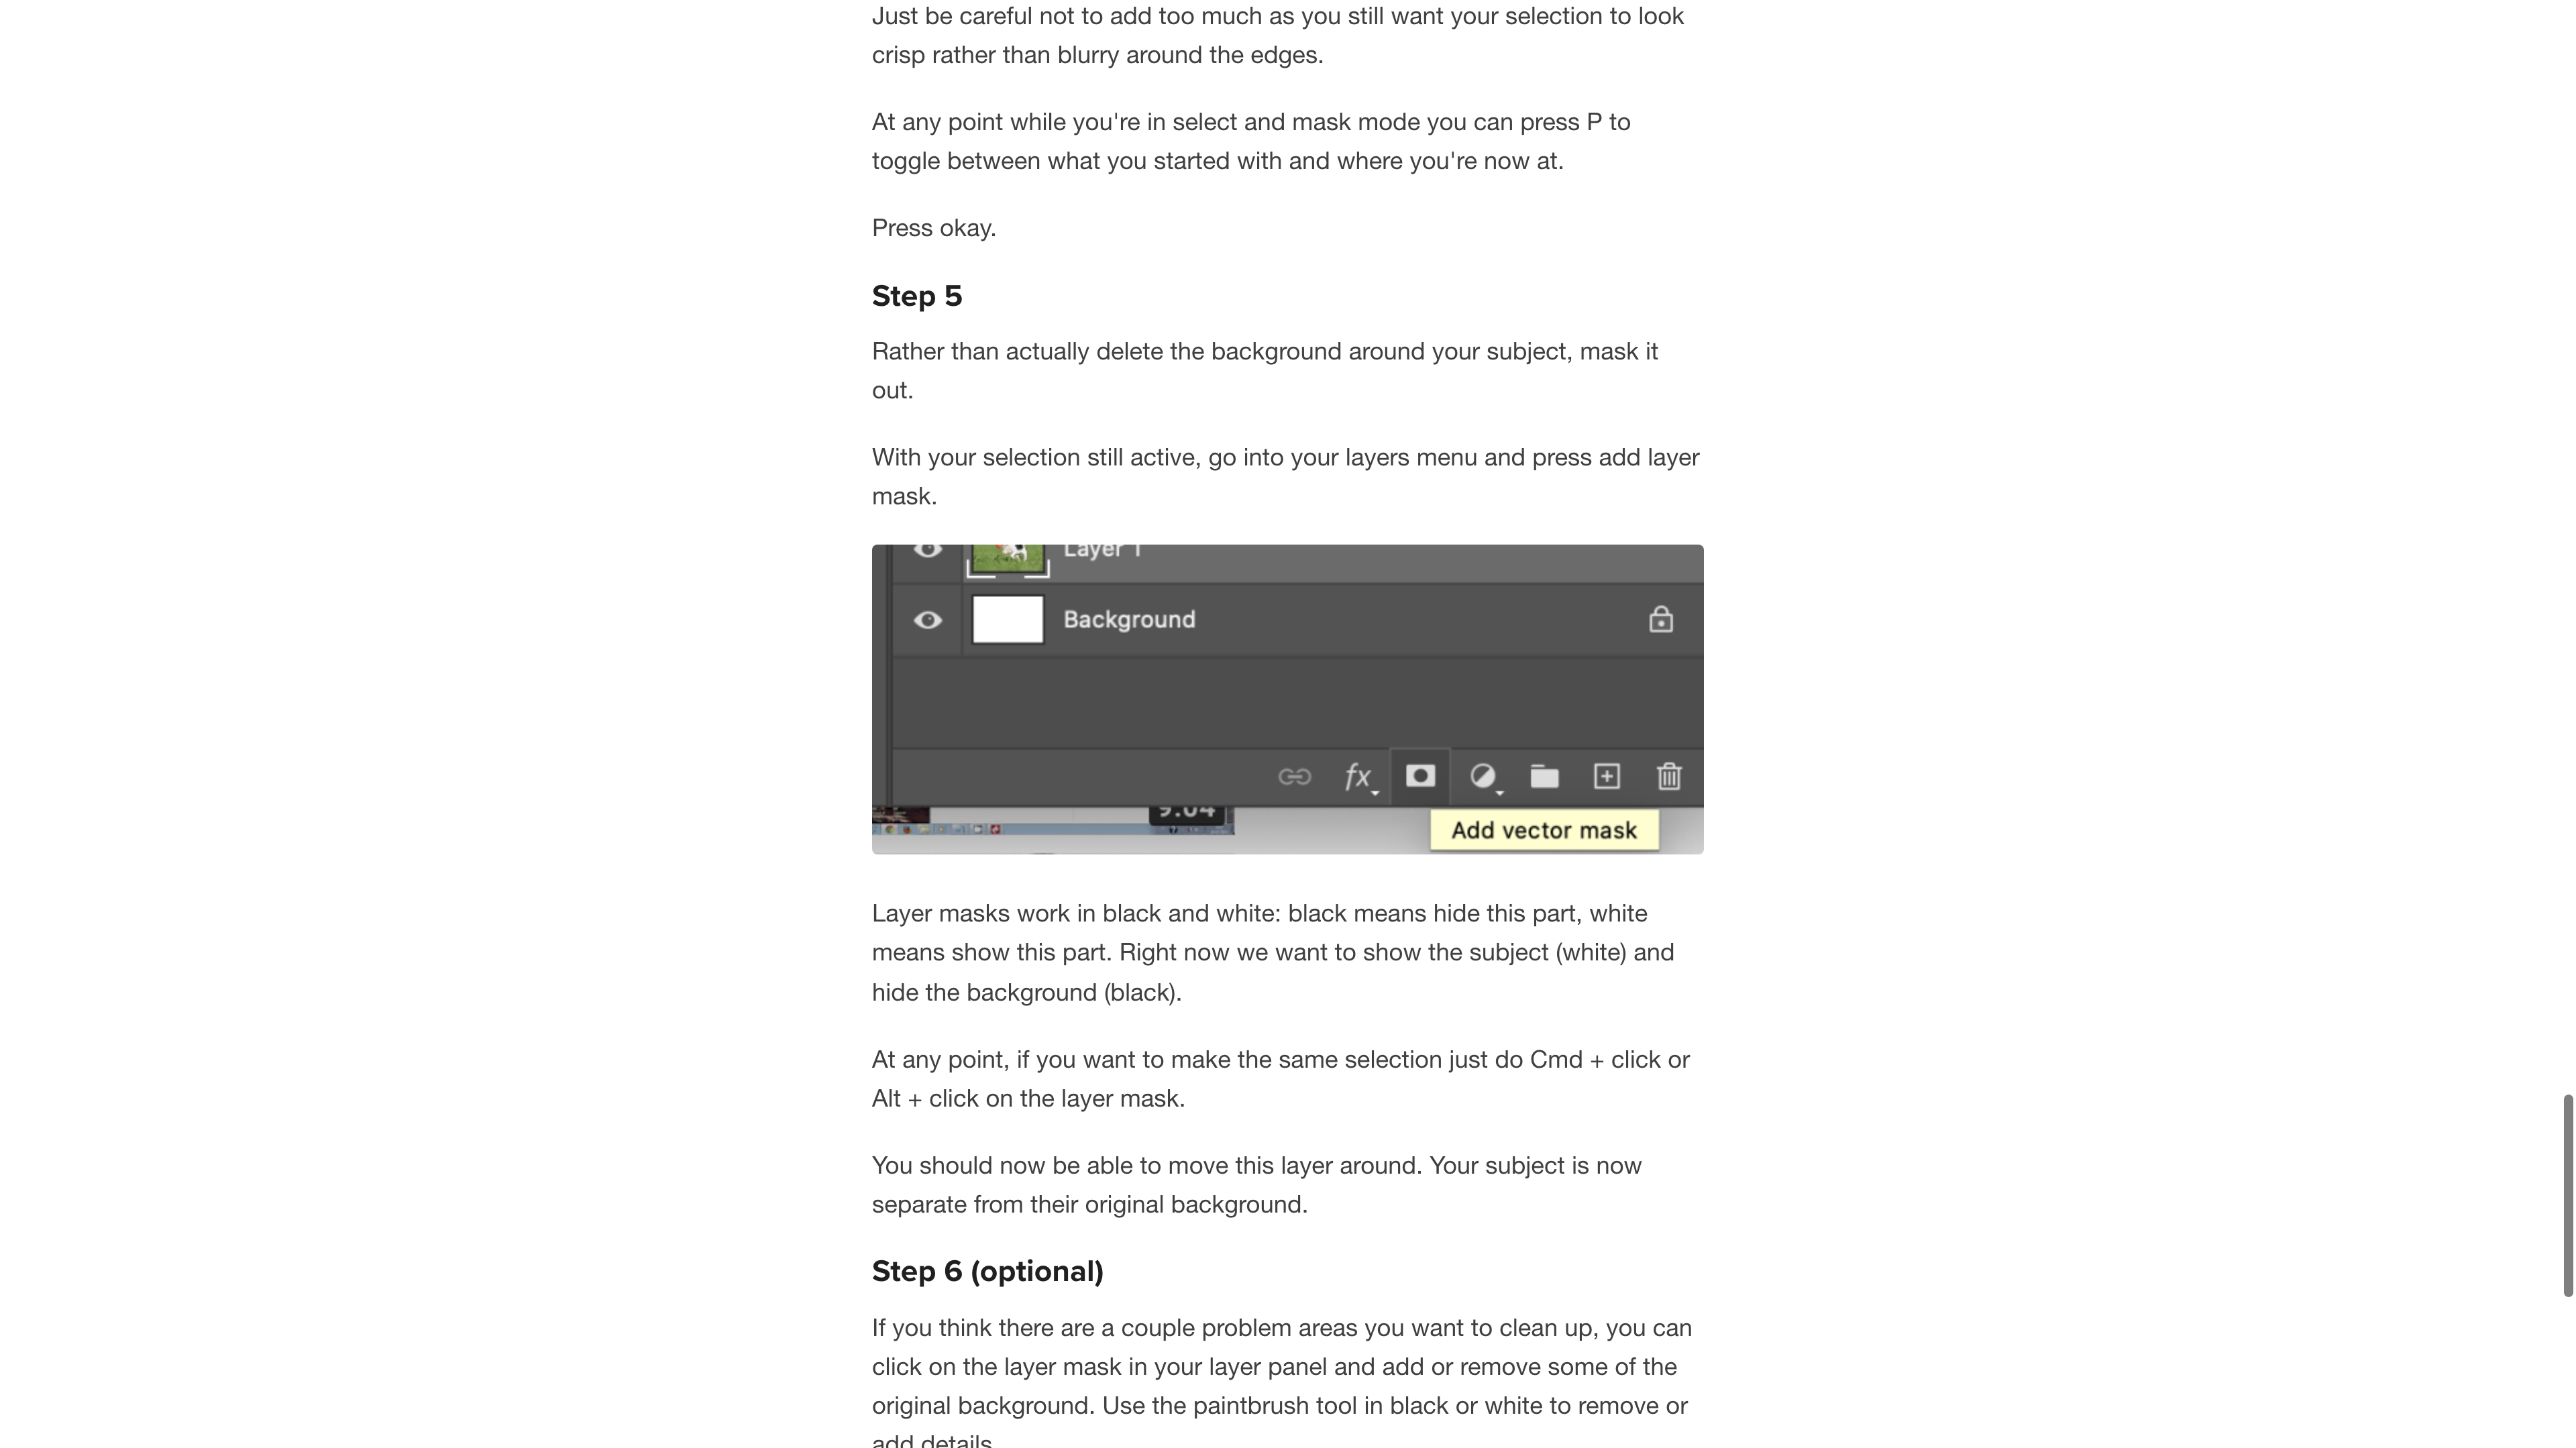 Just be careful not to add too much as you still want your selection to look
crisp rather than blurry around the edges.
At any point while you're in select and mask mode you can press P to
toggle between what you started with and where you're now at.
Press okay.
Step 5
Rather than actually delete the background around your subject, mask it
out.
With your selection still active, go into your layers menu and press add layer
mask.
Layer 1
Background
fx
9:04
Add vector mask
Layer masks work in black and white: black means hide this part, white
means show this part. Right now we want to show the subject (white) and
hide the background (black).
At any point, if you want to make the same selection just do Cmd + click or
Alt + click on the layer mask.
You should now be able to move this layer around. Your subject is now
separate from their original background.
Step 6 (optional)
If you think there are a couple problem areas you want to clean up, you can
click on the layer mask in your layer panel and add or remove some of the
original background. Use the paintbrush tool in black or white to remove or
add details.